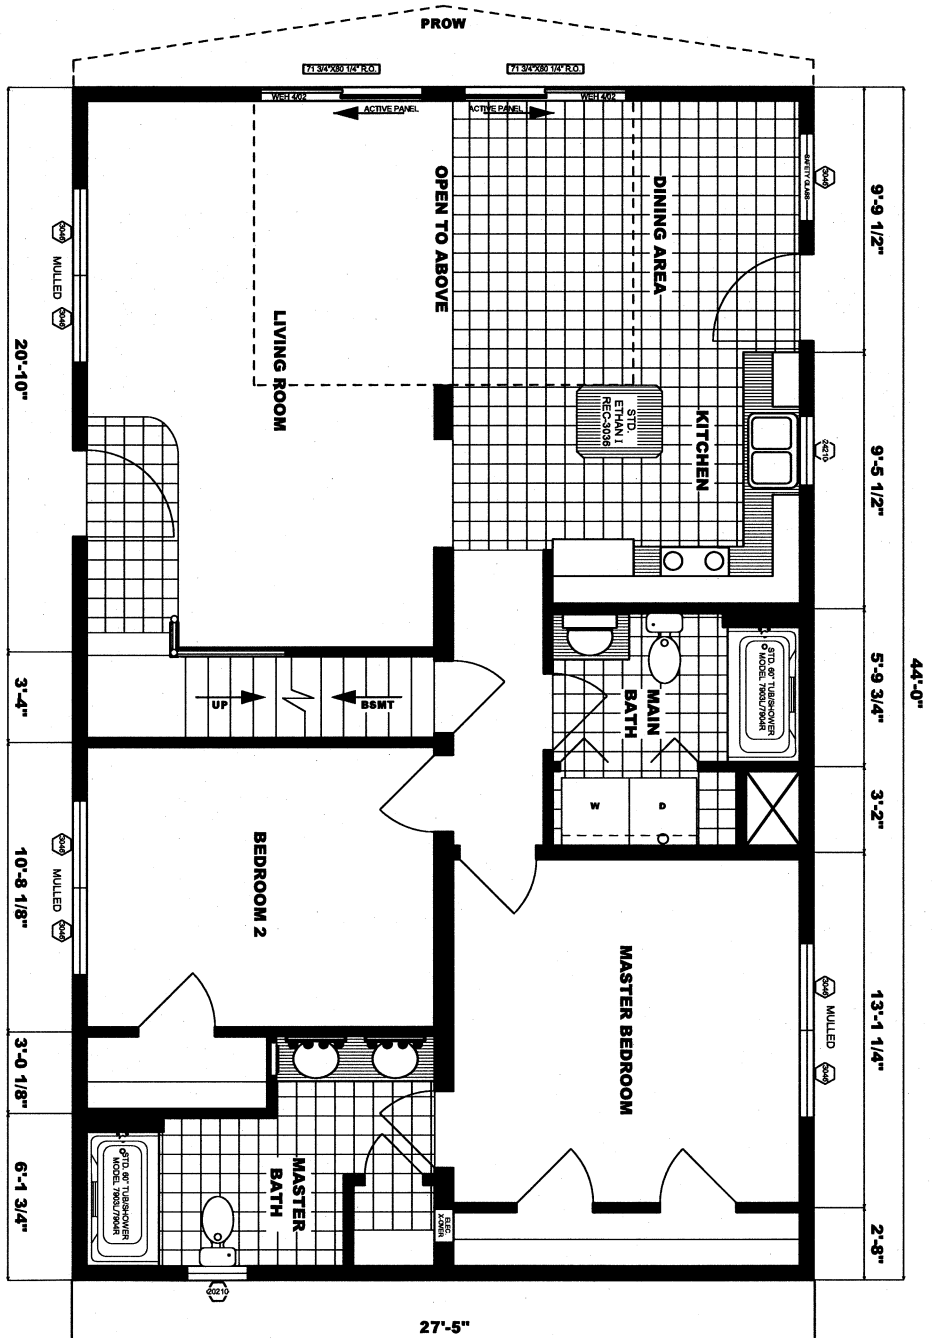 PROW
71 3/4"X80 1/4" R.O.
71 3/4"X80 1/4" R.O.
WEH 4/02
WEH 4/02
ACTIVE PANEL
ACTIVE PANEL
SAFETY GLASS
3046
9'-9 1/2"
OPEN TO ABOVE
DINING AREA
3046
MULLED
3046
LIVING ROOM
20'-10"
STD.
ETHAN I
REC-3036
KITCHEN
24210
9'-5 1/2"
44'-0"
3'-4"
UP
BSMT
MAIN
BATH
STD. 60" TUB/SHOWER
MODEL 7903L/7904R
5'-9 3/4"
W
D
3'-2"
3046
MULLED
3046
10'-8 1/8"
BEDROOM 2
MASTER BEDROOM
3046
MULLED
3046
13'-1 1/4"
3'-0 1/8"
6'-1 3/4"
STD. 60" TUB/SHOWER
MODEL 7903L/7904R
MASTER
BATH
ELEC.
X-OVER
2'-8"
20210
27'-5"